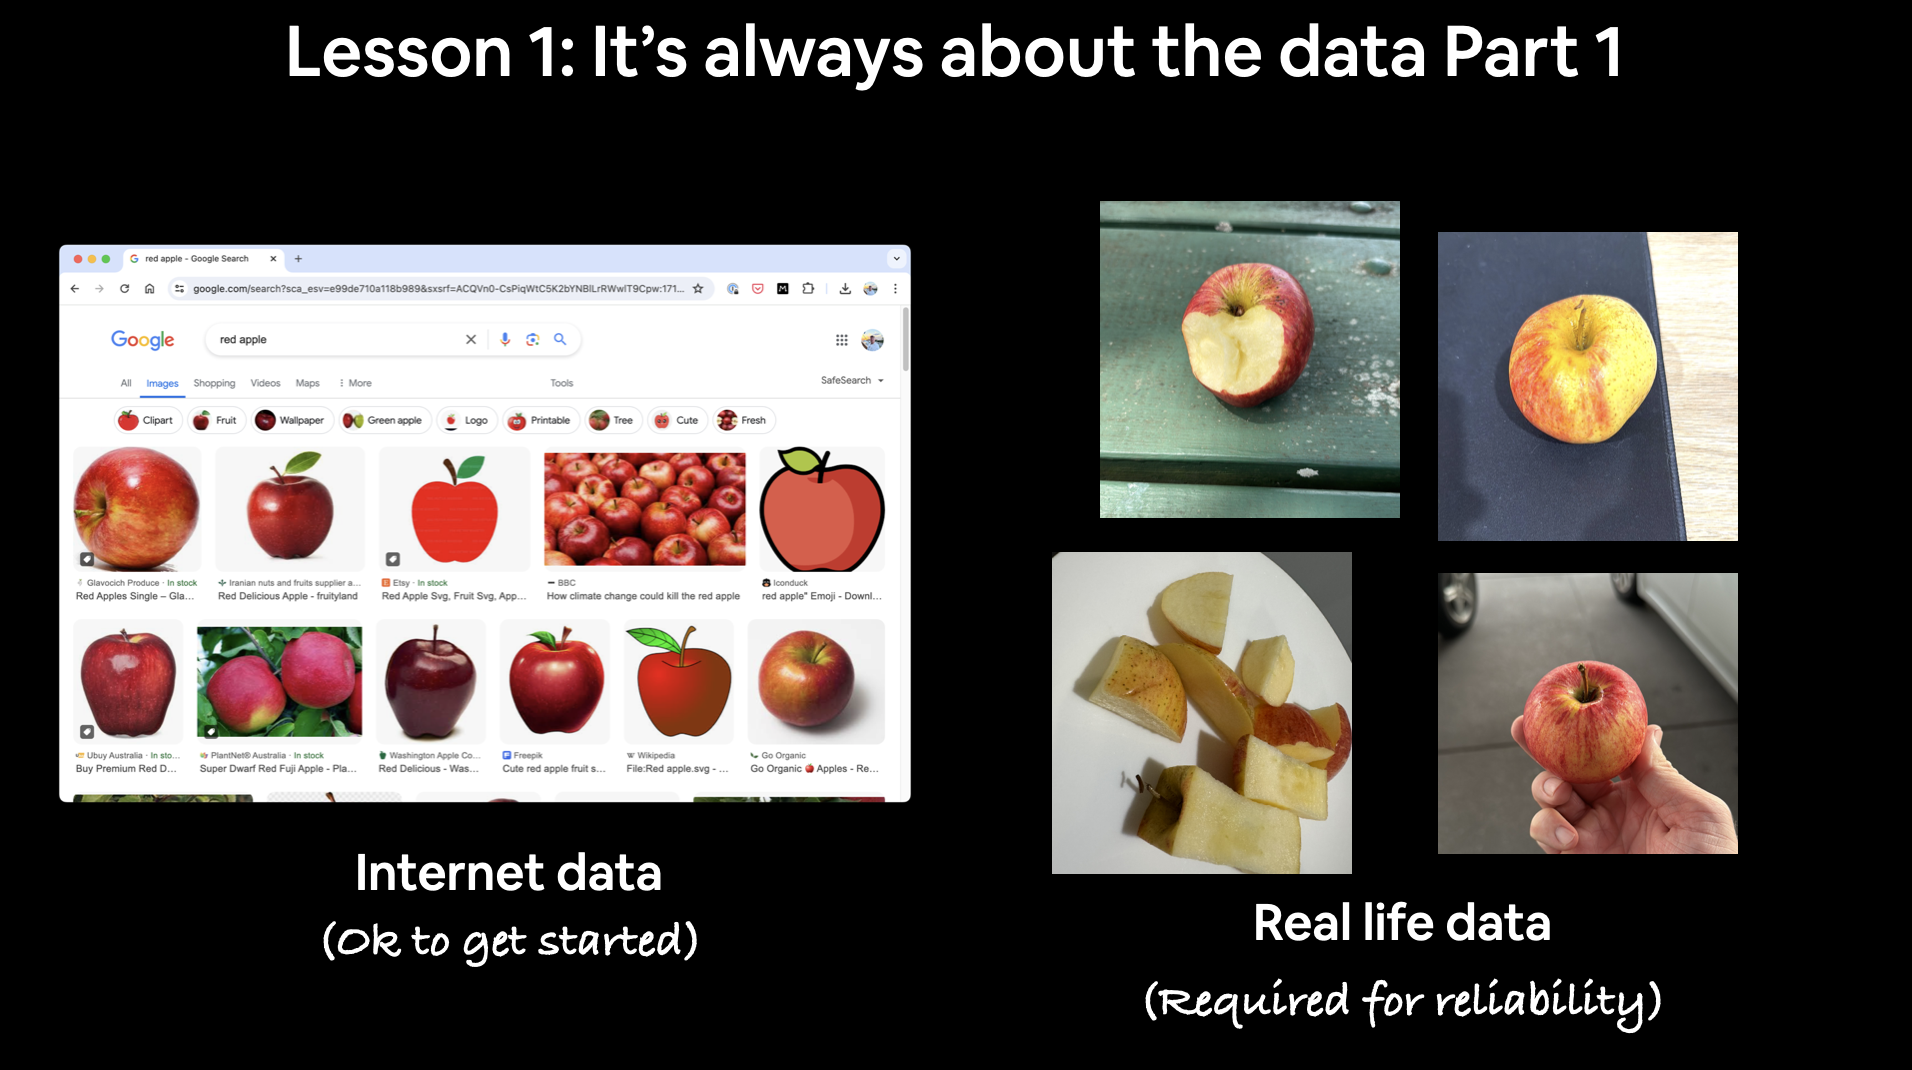 Lesson 1: It’s always about the data Part 1
red apple - Google Search
google.com/search?sca_esv=e99de710a118b989&sxsrf=ACQVn0-CsPiqWtC5K2bYNBlLrRWwIT9Cpw:171...
Google
red apple
All Images Shopping Videos Maps More Tools
SafeSearch
Clipart Fruit Wallpaper Green apple Logo Printable Tree Cute Fresh
Glavocich Produce · In stock
Red Apples Single – Gla...
Iranian nuts and fruits supplier a...
Red Delicious Apple - fruityland
Etsy · In stock
Red Apple Svg, Fruit Svg, App...
BBC
How climate change could kill the red apple
Iconduck
red apple" Emoji - Downl...
Ubuy Australia · In sto...
Buy Premium Red D...
PlantNet® Australia · In stock
Super Dwarf Red Fuji Apple - Pla...
Washington Apple Co...
Red Delicious - Was...
Freepik
Cute red apple fruit s...
Wikipedia
File:Red apple.svg - ...
Go Organic
Go Organic 🍎 Apples - Re...
Internet data
(Ok to get started)
Real life data
(Required for reliability)